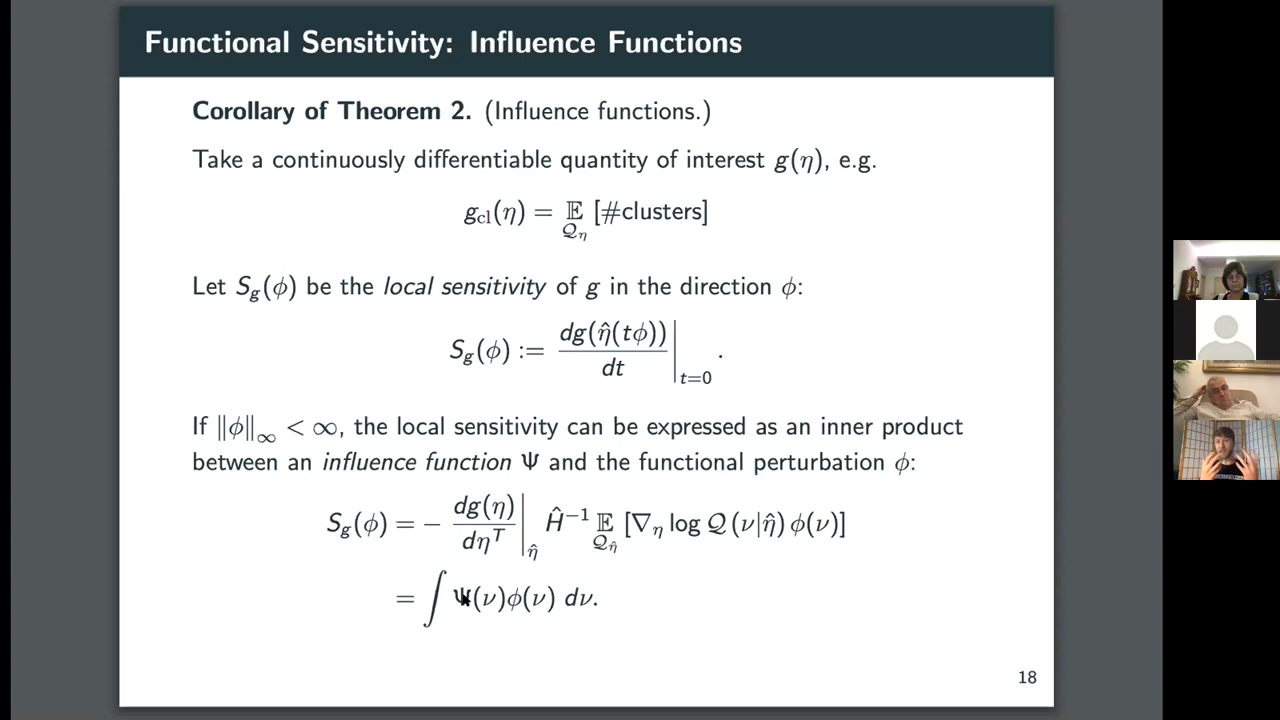 Functional Sensitivity: Influence Functions
Corollary of Theorem 2. (Influence functions.)
Take a continuously differentiable quantity of interest g(η), e.g.
g_cl(η) = 𝔼_{𝒬_η} [#clusters]
Let S_g(ϕ) be the local sensitivity of g in the direction ϕ:
S_g(ϕ) := dg(η̂(tϕ))/dt |_{t=0} .
If ‖ϕ‖_∞ < ∞, the local sensitivity can be expressed as an inner product
between an influence function Ψ and the functional perturbation ϕ:
S_g(ϕ) = − dg(η)/dη^T |_{η̂} Ĥ^{−1} 𝔼_{𝒬_η̂} [∇_η log 𝒬(ν|η̂) ϕ(ν)]
= ∫ Ψ(ν)ϕ(ν) dν.
18